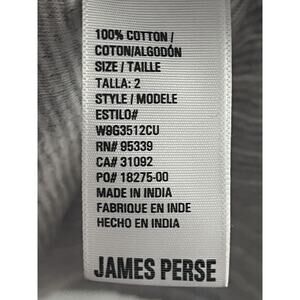 100% COTTON /
COTON/ALGODÓN
SIZE / TAILLE
TALLA: 2
STYLE / MODELE
ESTILO#
W9G3512CU
RN# 95339
CA# 31092
PO# 18275-00
MADE IN INDIA
FABRIQUE EN INDE
HECHO EN INDIA
JAMES PERSE